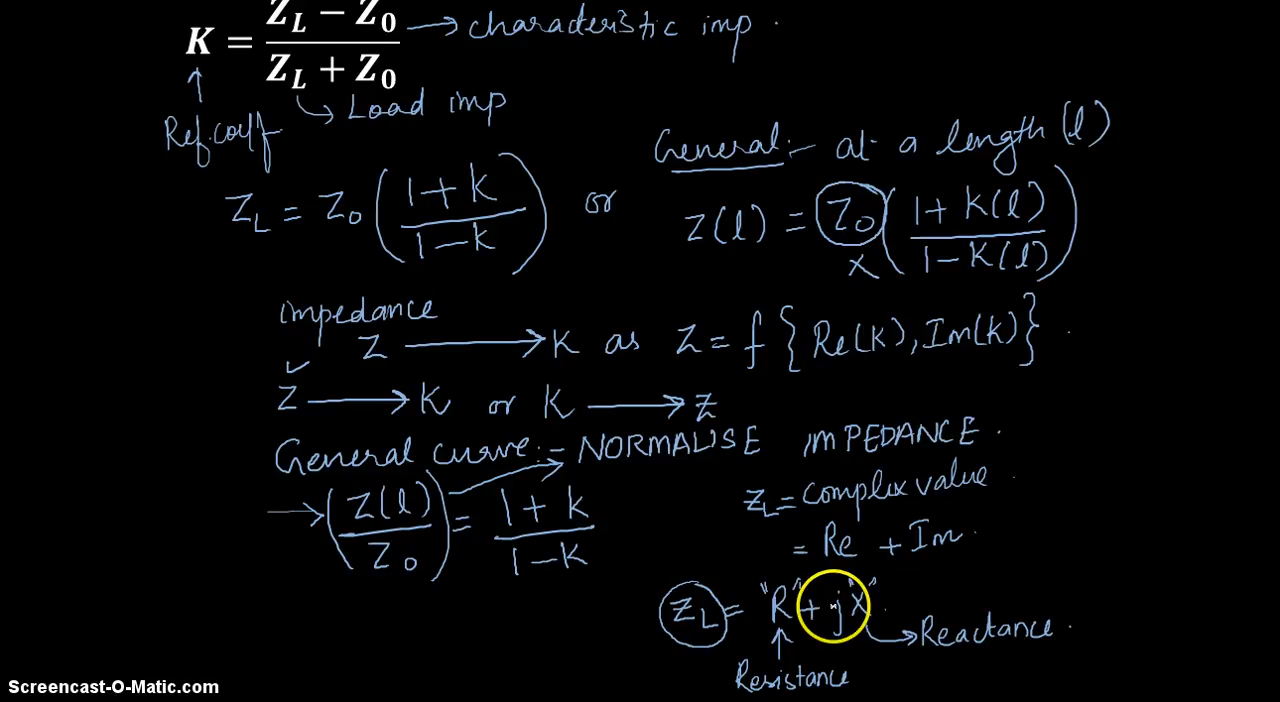 K = Z_L − Z_0 / Z_L + Z_0 → characteristic imp.
Ref. coeff
Load imp
General :- at a length (l)
Z_L = Z_0 ( 1 + K / 1 − K ) or Z(l) = Z_0 ( 1 + K(l) / 1 − K(l) )
x
impedance
Z → K as Z = f { Re(K), Im(K) } .
✓
Z → K or K → Z
General curve :- NORMALISE IMPEDANCE .
→ ( Z(l) / Z_0 ) = 1 + K / 1 − K
Z_L = Complex value .
= Re + Im .
Z_L = "R" + j "X" .
→ Reactance .
Resistance
Screencast-O-Matic.com